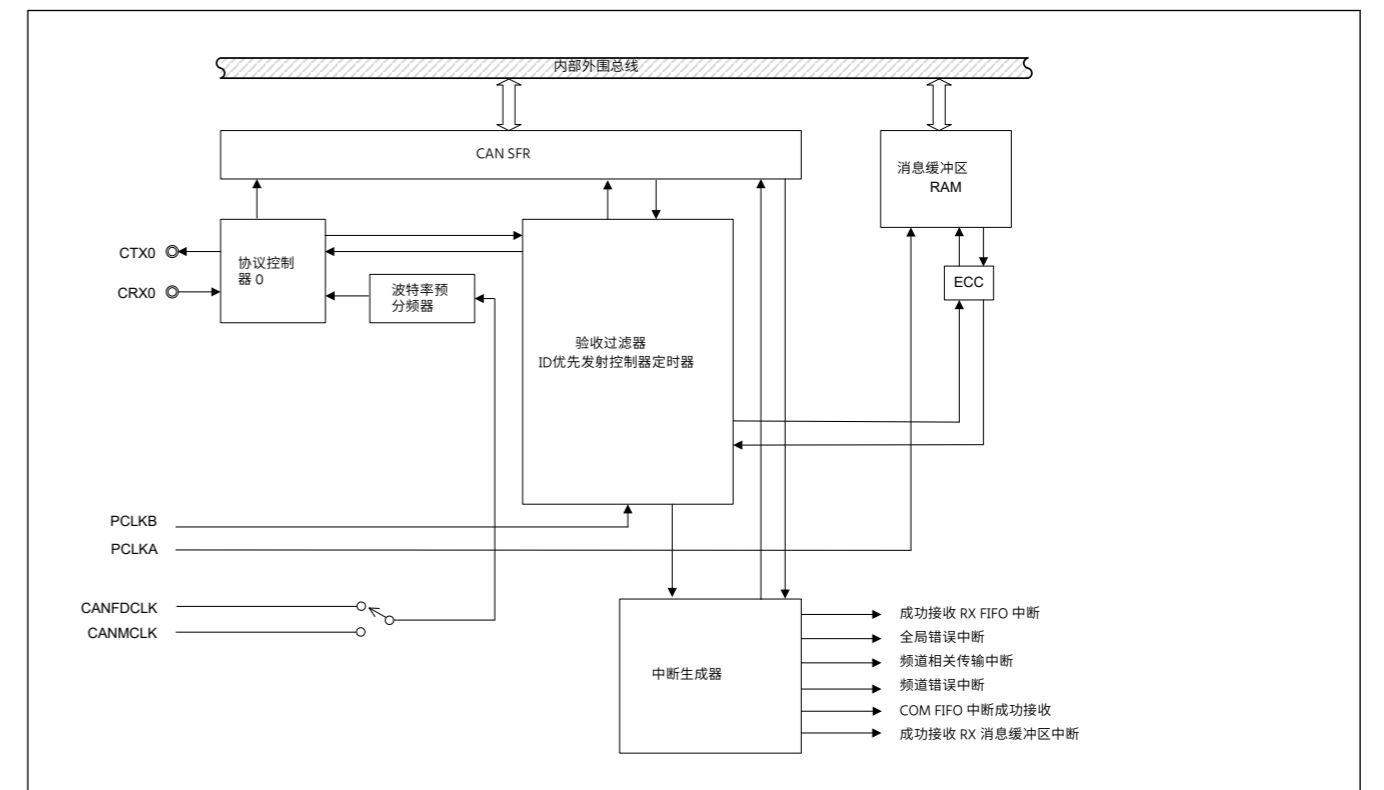 内部外围总线
CAN SFR
消息缓冲区
RAM
CTX0
CRX0
协议控制
器 0
波特率预
分频器
ECC
验收过滤器
ID优先发射控制器定时器
PCLKB
PCLKA
CANFDCLK
CANMCLK
中断生成器
成功接收 RX FIFO 中断
全局错误中断
频道相关传输中断
频道错误中断
COM FIFO 中断成功接收
成功接收 RX 消息缓冲区中断